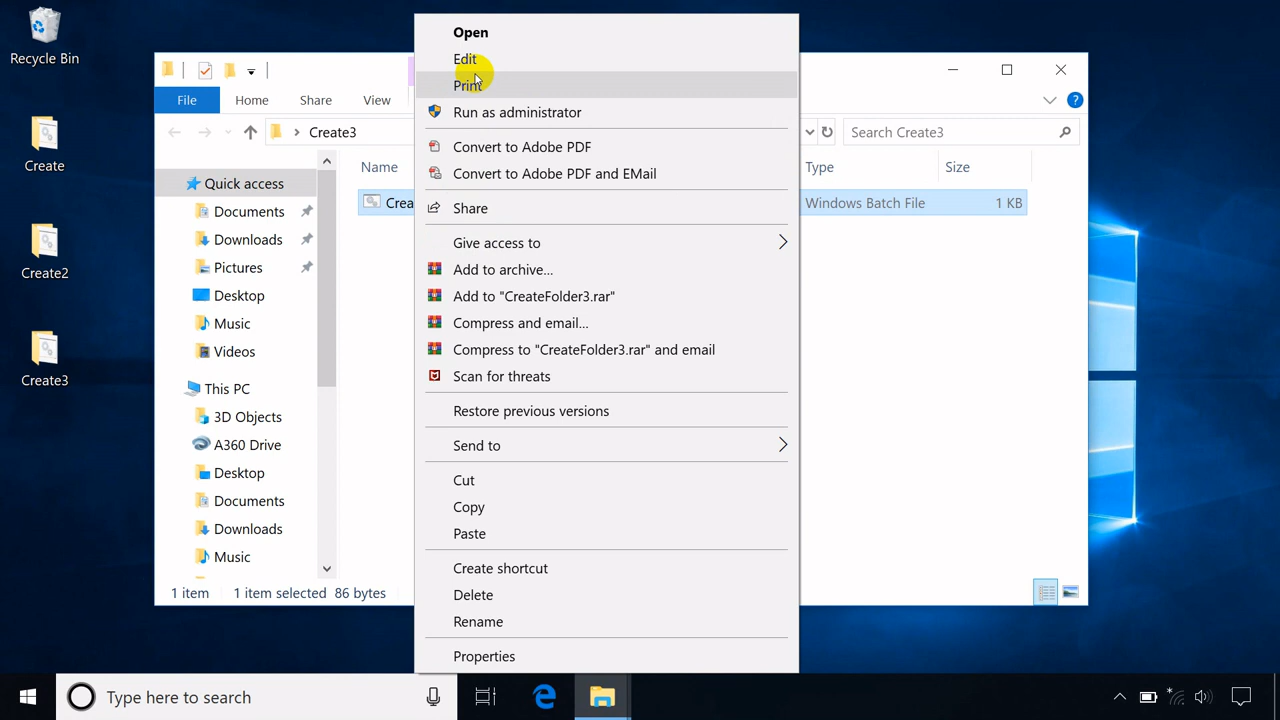 Recycle Bin
Create
Create2
Create3
File
Home
Share
View
Create3
Search Create3
Name
Type
Size
Crea
Windows Batch File
1 KB
Quick access
Documents
Downloads
Pictures
Desktop
Music
Videos
This PC
3D Objects
A360 Drive
Desktop
Documents
Downloads
Music
1 item
1 item selected
86 bytes
Open
Edit
Print
Run as administrator
Convert to Adobe PDF
Convert to Adobe PDF and EMail
Share
Give access to
Add to archive...
Add to "CreateFolder3.rar"
Compress and email...
Compress to "CreateFolder3.rar" and email
Scan for threats
Restore previous versions
Send to
Cut
Copy
Paste
Create shortcut
Delete
Rename
Properties
Type here to search